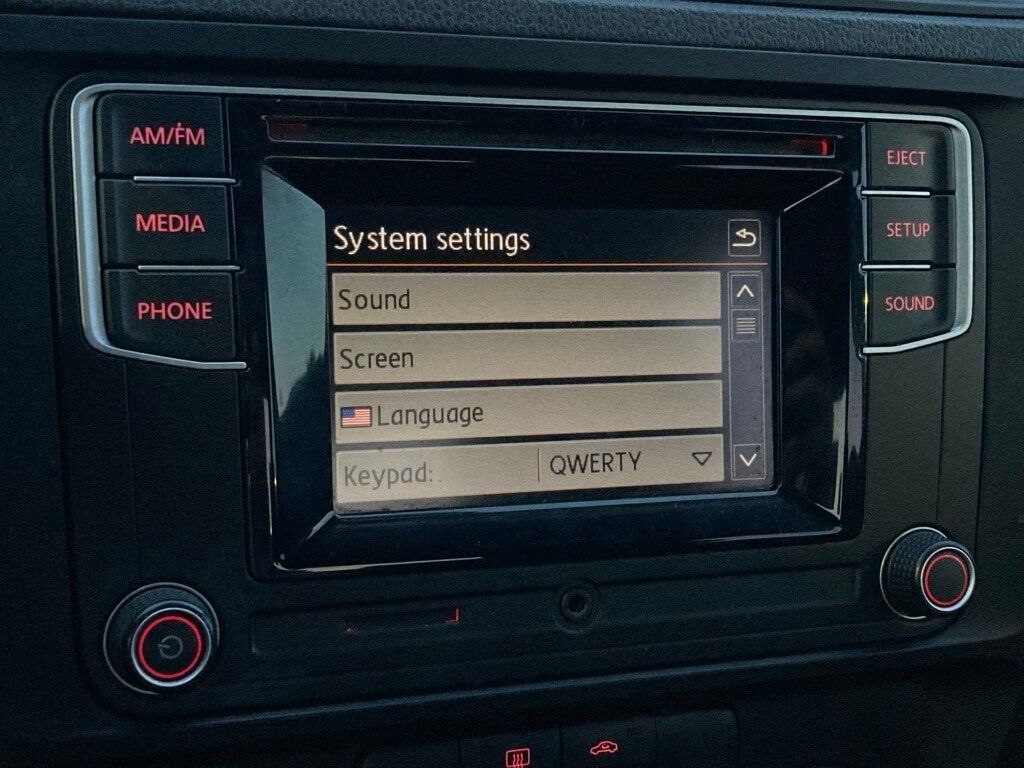 AM/FM
MEDIA
PHONE
System settings
Sound
Screen
Language
Keypad: QWERTY
EJECT
SETUP
SOUND